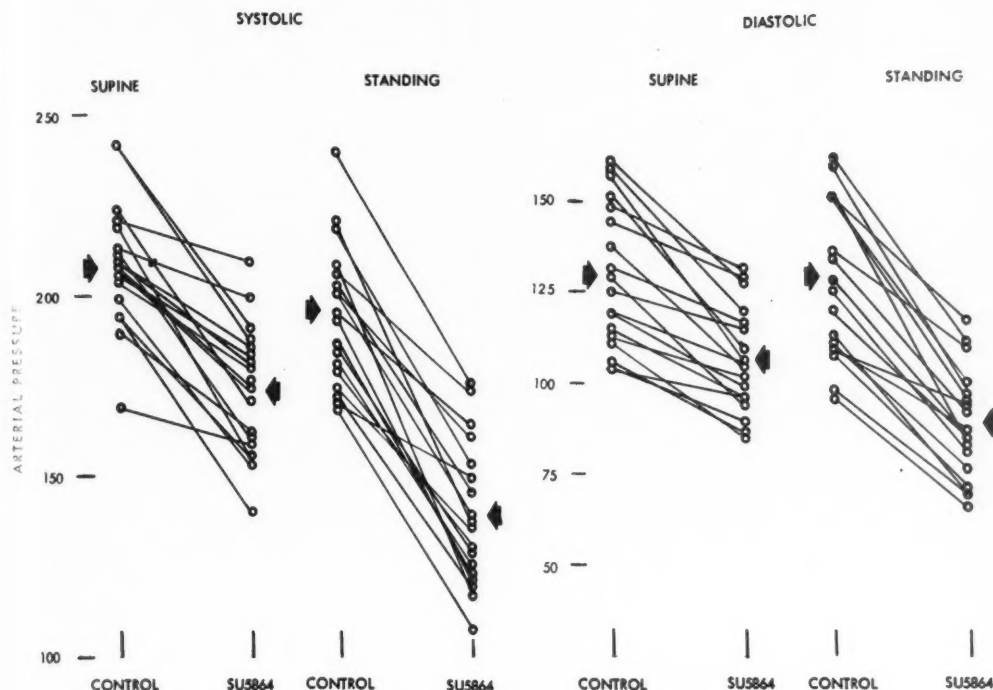 SYSTOLIC
DIASTOLIC
SUPINE
STANDING
SUPINE
STANDING
250
200
150
100
ARTERIAL PRESSURE
150
125
100
75
50
CONTROL
SU5864
CONTROL
SU5864
CONTROL
SU5864
CONTROL
SU5864